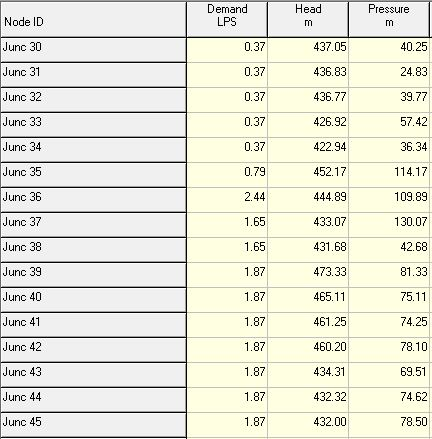 Node ID Demand LPS Head m Pressure m
Junc 30 0.37 437.05 40.25
Junc 31 0.37 436.83 24.83
Junc 32 0.37 436.77 39.77
Junc 33 0.37 426.92 57.42
Junc 34 0.37 422.94 36.34
Junc 35 0.79 452.17 114.17
Junc 36 2.44 444.89 109.89
Junc 37 1.65 433.07 130.07
Junc 38 1.65 431.68 42.68
Junc 39 1.87 473.33 81.33
Junc 40 1.87 465.11 75.11
Junc 41 1.87 461.25 74.25
Junc 42 1.87 460.20 78.10
Junc 43 1.87 434.31 69.51
Junc 44 1.87 432.32 74.62
Junc 45 1.87 432.00 78.50